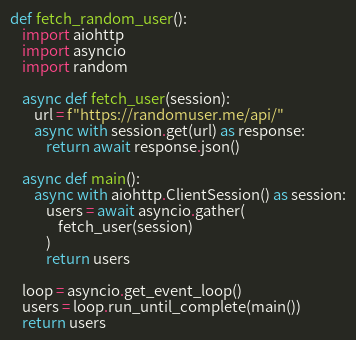 def fetch_random_user():
    import aiohttp
    import asyncio
    import random

    async def fetch_user(session):
        url = f"https://randomuser.me/api/"
        async with session.get(url) as response:
            return await response.json()

    async def main():
        async with aiohttp.ClientSession() as session:
            users = await asyncio.gather(
                fetch_user(session)
            )
            return users

    loop = asyncio.get_event_loop()
    users = loop.run_until_complete(main())
    return users